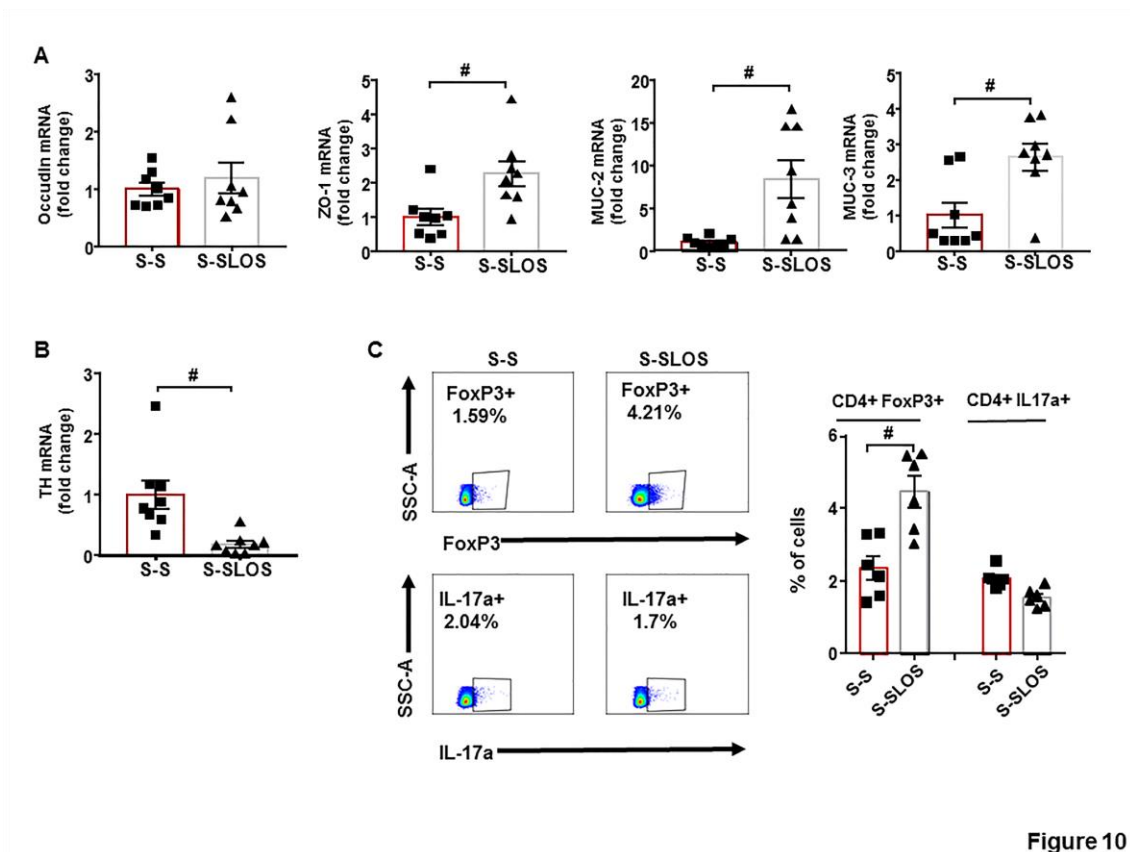 A
Occudin mRNA
(fold change)
3
2
1
0
S-S
S-SLOS
ZO-1 mRNA
(fold change)
5
4
3
2
1
0
#
S-S
S-SLOS
MUC-2 mRNA
(fold change)
20
15
10
5
0
#
S-S
S-SLOS
MUC-3 mRNA
(fold change)
5
4
3
2
1
0
#
S-S
S-SLOS
B
TH mRNA
(fold change)
3
2
1
0
#
S-S
S-SLOS
C
S-S
S-SLOS
SSC-A
FoxP3+
1.59%
FoxP3+
4.21%
FoxP3
SSC-A
IL-17a+
2.04%
IL-17a+
1.7%
IL-17a
CD4+ FoxP3+
CD4+ IL17a+
% of cells
6
4
2
0
#
S-S
S-SLOS
S-S
S-SLOS
Figure 10